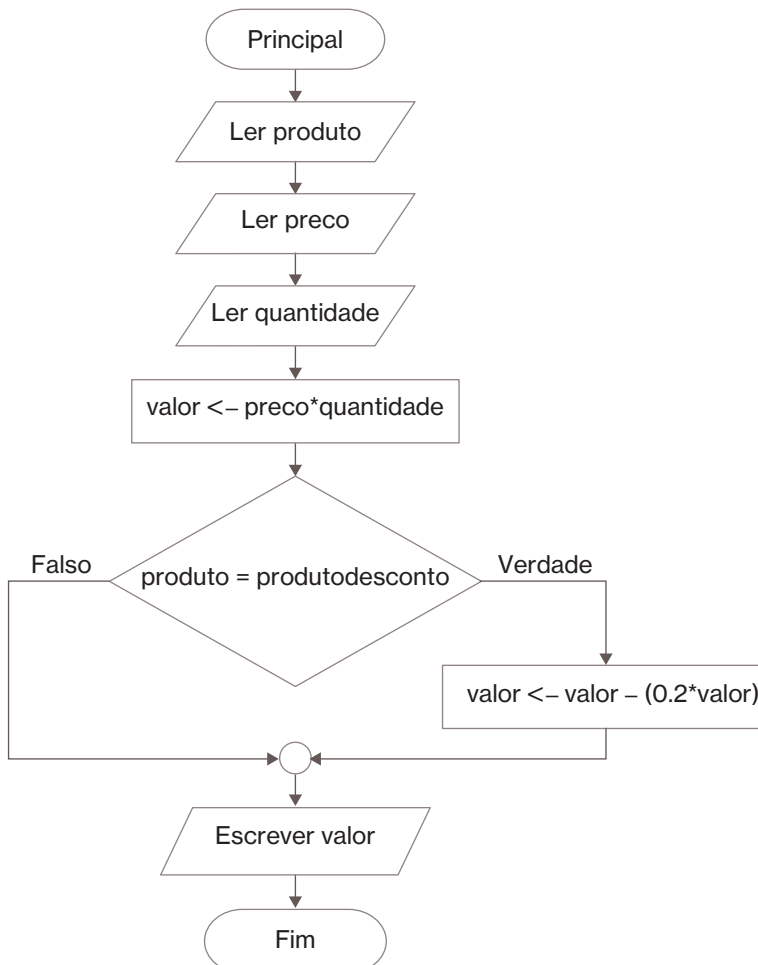 Principal
Ler produto
Ler preco
Ler quantidade
valor <– preco*quantidade
Falso
produto = produtodesconto
Verdade
valor <– valor – (0.2*valor)
Escrever valor
Fim